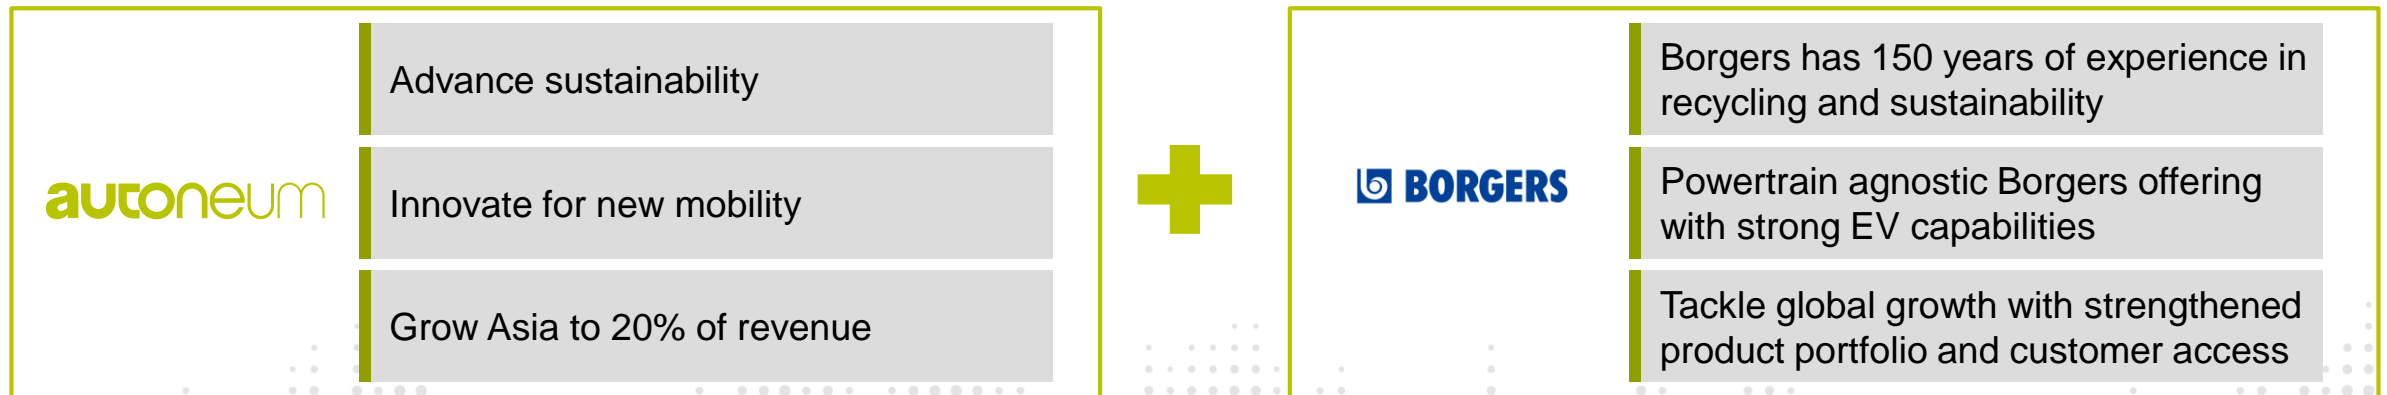 autoneum
Advance sustainability
Innovate for new mobility
Grow Asia to 20% of revenue
BORGERS
Borgers has 150 years of experience in
recycling and sustainability
Powertrain agnostic Borgers offering
with strong EV capabilities
Tackle global growth with strengthened
product portfolio and customer access